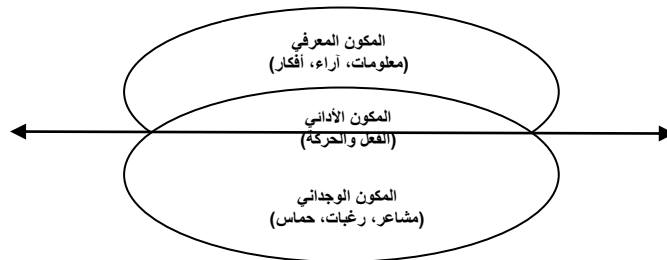 المكون المعرفي
(معلومات، آراء، أفكار)
المكون الأدائي
(الفعل والحركة)
المكون الوجداني
(مشاعر، رغبات، حماس)